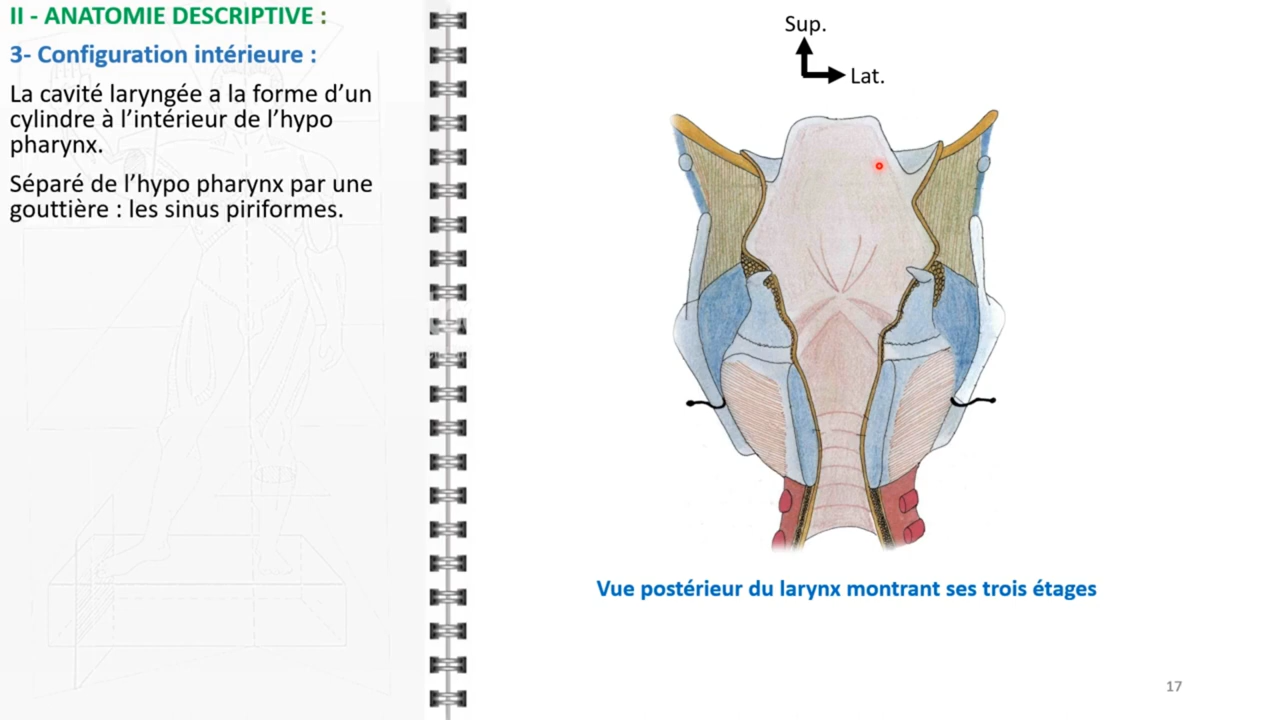 II - ANATOMIE DESCRIPTIVE :
3- Configuration intérieure :
La cavité laryngée a la forme d’un
cylindre à l’intérieur de l’hypo
pharynx.
Séparé de l’hypo pharynx par une
gouttière : les sinus piriformes.
Sup.
Lat.
Vue postérieur du larynx montrant ses trois étages
17